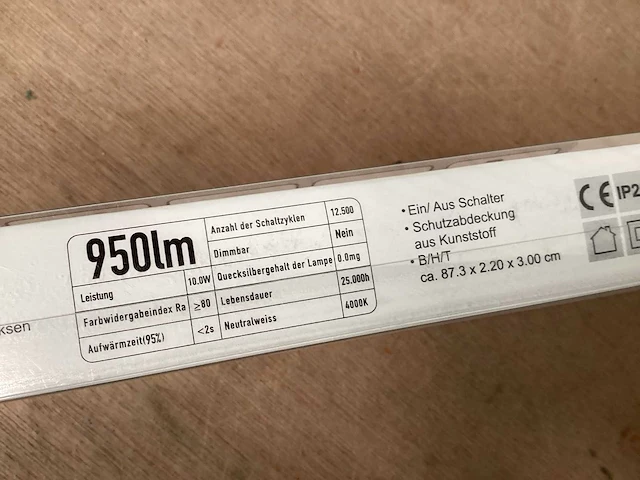 950lm
Leistung 10.0W
Farbwidergabeindex Ra ≥80
Aufwärmzeit(95%) <2s
Anzahl der Schaltzyklen 12.500
Dimmbar Nein
Quecksilbergehalt der Lampe 0.0mg
Lebensdauer 25.000h
Neutralweiss 4000K
• Ein/ Aus Schalter
• Schutzabdeckung
aus Kunststoff
• B/H/T
ca. 87.3 x 2.20 x 3.00 cm
CE IP2